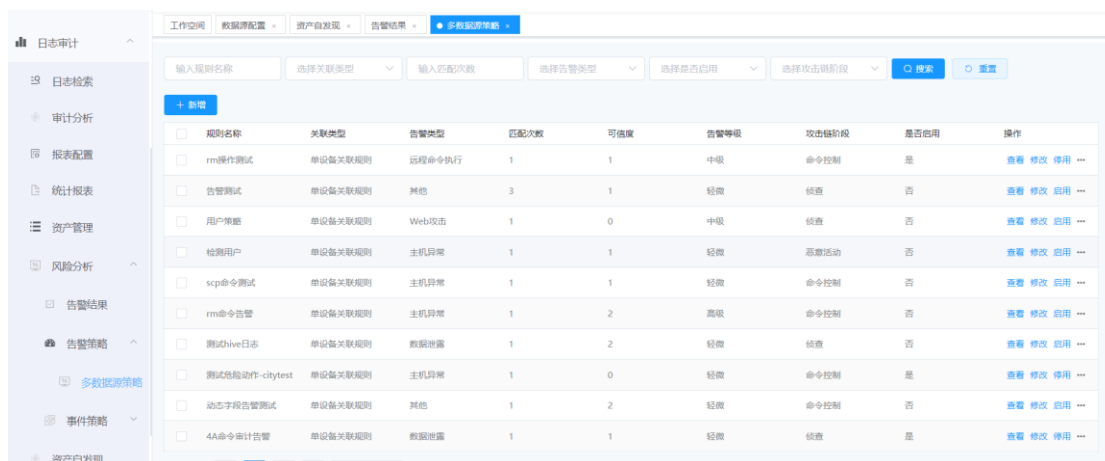 工作空间 数据源配置 × 资产自发现 × 告警结果 × ● 多数据源策略 ×
日志审计
日志检索
审计分析
报表配置
统计报表
资产管理
风险分析
告警结果
告警策略
多数据源策略
事件策略
资产自发现
输入规则名称 选择关联类型 输入匹配次数 选择告警类型 选择是否启用 选择攻击链阶段 搜索 重置
+ 新增
规则名称 关联类型 告警类型 匹配次数 可信度 告警等级 攻击链阶段 是否启用 操作
rm操作测试 单设备关联规则 远程命令执行 1 1 中级 命令控制 是 查看 修改 停用 •••
告警测试 单设备关联规则 其他 3 1 轻微 侦查 否 查看 修改 启用 •••
用户策略 单设备关联规则 Web攻击 1 0 中级 侦查 否 查看 修改 启用 •••
检测用户 单设备关联规则 主机异常 1 1 轻微 恶意活动 否 查看 修改 启用 •••
scp命令测试 单设备关联规则 主机异常 1 1 轻微 命令控制 否 查看 修改 启用 •••
rm命令告警 单设备关联规则 主机异常 1 2 高级 命令控制 否 查看 修改 启用 •••
测试hive日志 单设备关联规则 数据泄露 1 2 轻微 侦查 否 查看 修改 启用 •••
测试危险动作-citytest 单设备关联规则 主机异常 1 0 轻微 命令控制 是 查看 修改 停用 •••
动态字段告警测试 单设备关联规则 其他 1 2 轻微 命令控制 否 查看 修改 启用 •••
4A命令审计告警 单设备关联规则 数据泄露 1 1 轻微 侦查 是 查看 修改 停用 •••